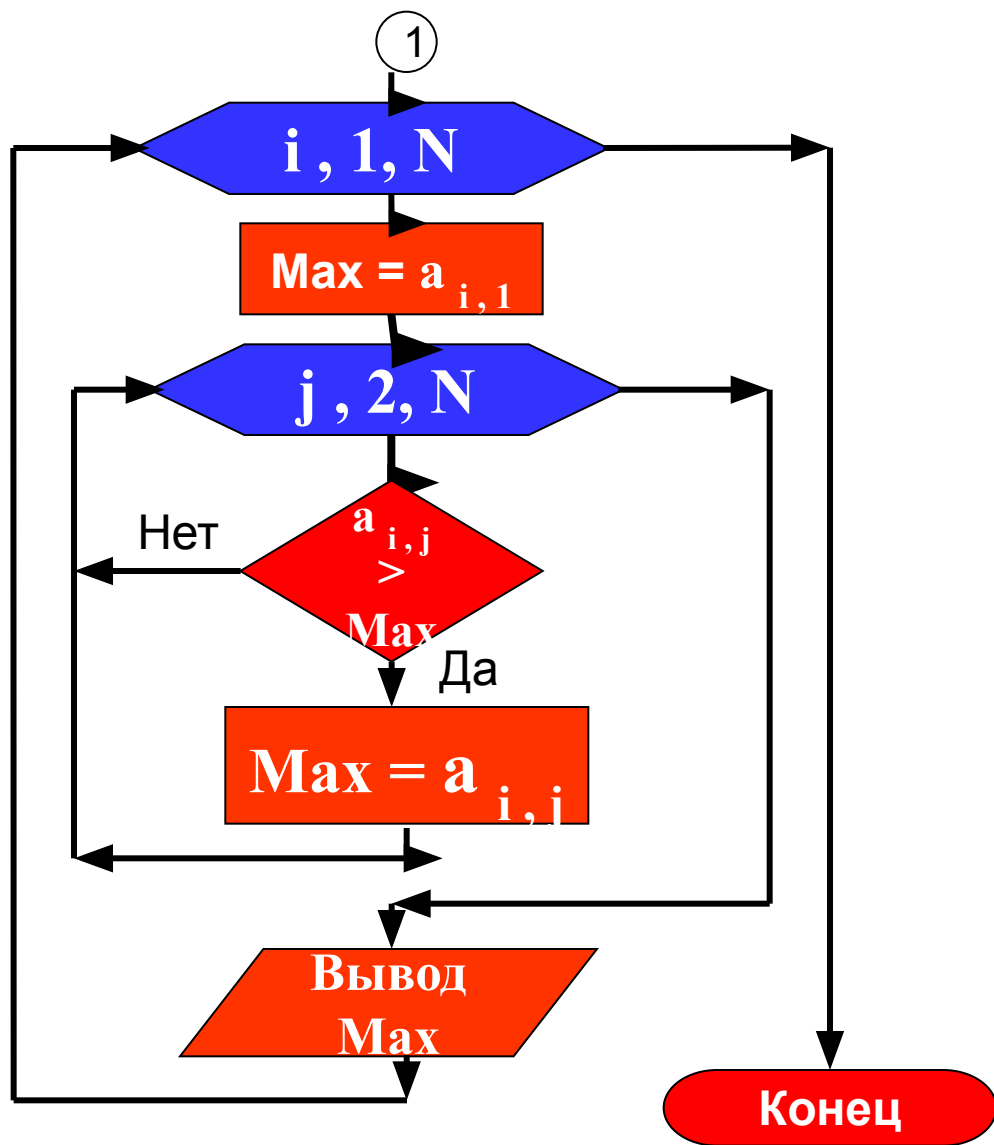 1
i , 1, N
Max = a i , 1
j , 2, N
a i , j
>
Max
Нет
Да
Max = a i , j
Вывод
Max
Конец